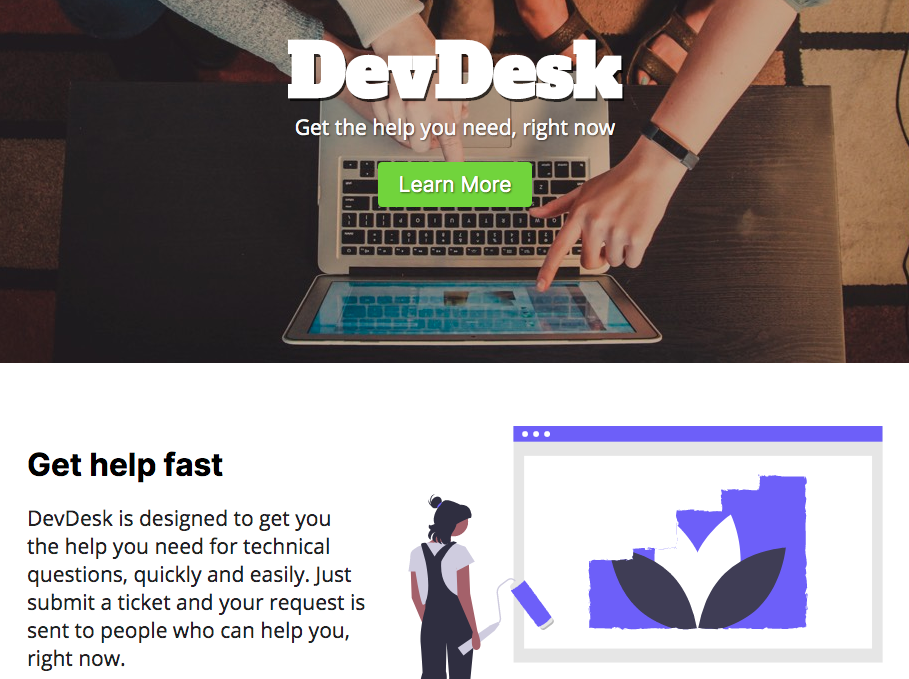 DevDesk
Get the help you need, right now
Learn More
Get help fast
DevDesk is designed to get you
the help you need for technical
questions, quickly and easily. Just
submit a ticket and your request is
sent to people who can help you,
right now.